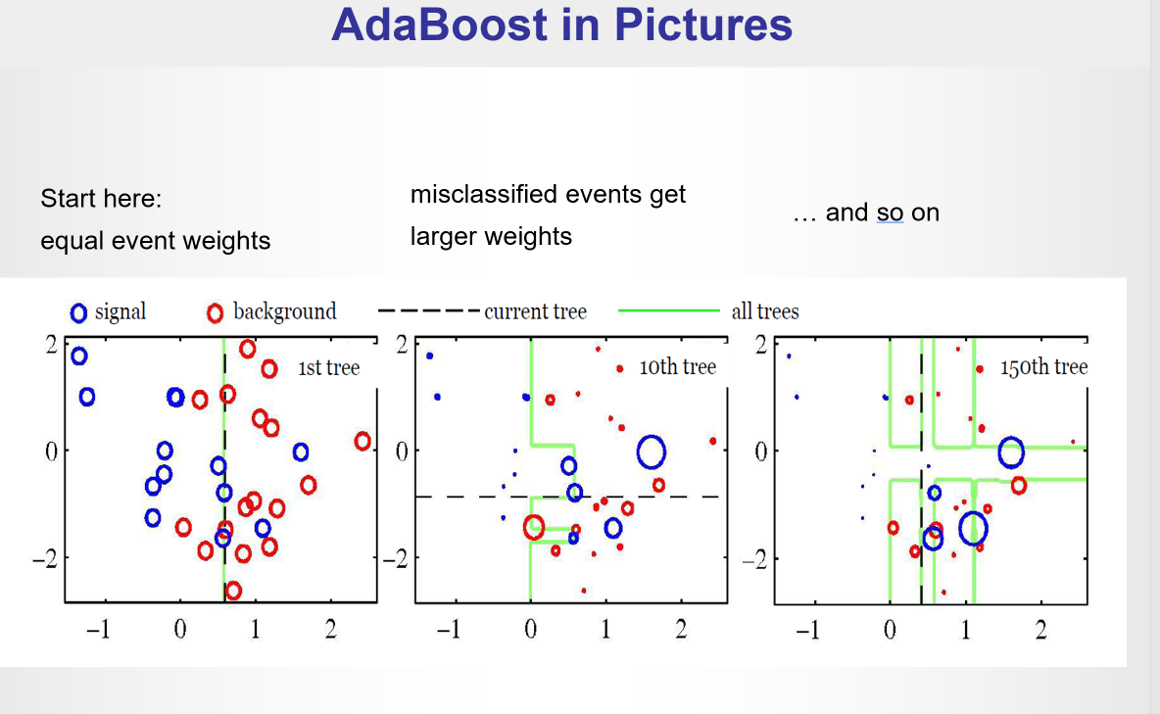 AdaBoost in Pictures
Start here:
equal event weights
misclassified events get
larger weights
… and so on
signal
background
current tree
all trees
2
0
−2
−1
0
1
2
1st tree
2
0
−2
−1
0
1
2
10th tree
2
0
−2
−1
0
1
2
150th tree